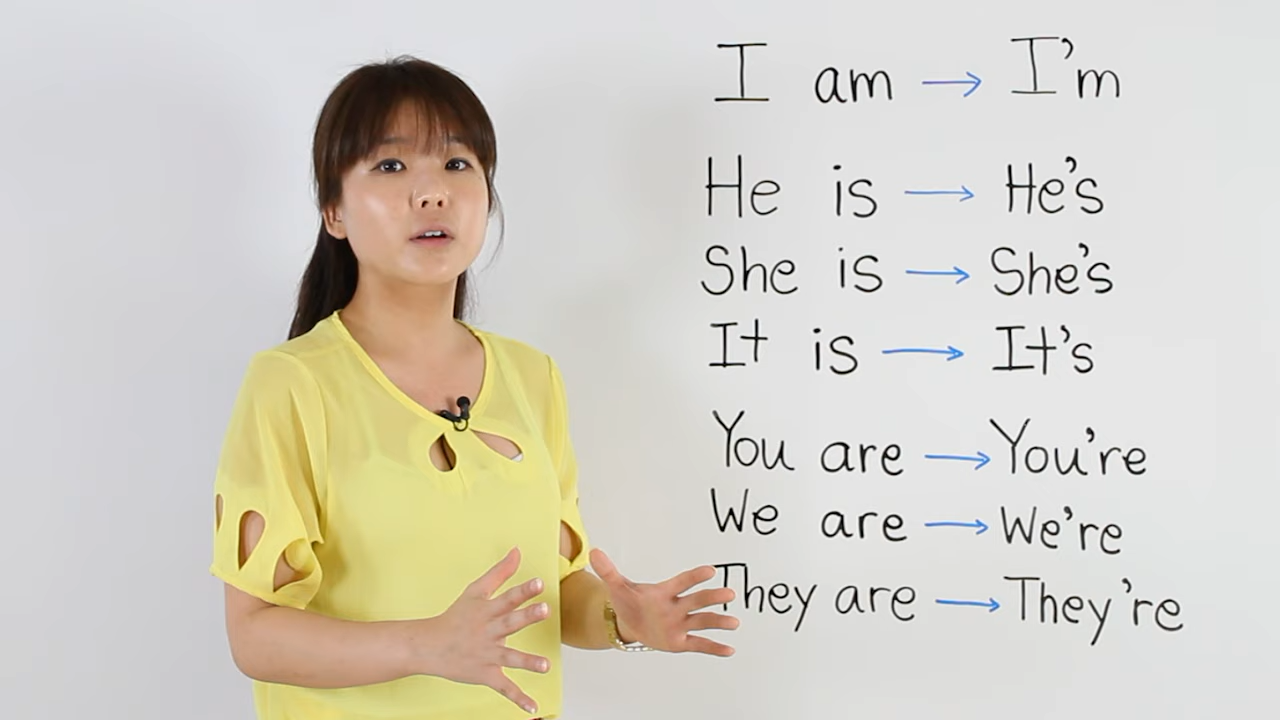 I am → I'm
He is → He's
She is → She's
It is → It's
You are → You're
We are → We're
They are → They're